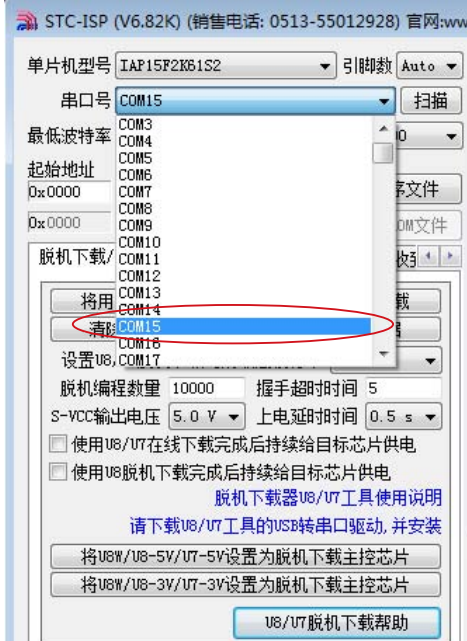 STC-ISP (V6.82K) (销售电话: 0513-55012928) 官网:ww
单片机型号 IAP15F2K61S2 引脚数 Auto
串口号 COM15 扫描
最低波特率
COM3
COM4
COM5
COM6
COM7
COM8
COM9
COM10
COM11
COM12
COM13
COM14
COM15
COM16
COM17
起始地址
0x0000 序文件
0x0000 OM文件
脱机下载/ 收到
将用 载
清除
设置U8,
脱机编程数量 10000 握手超时时间 5
S-VCC输出电压 5.0 V 上电延时时间 0.5 s
使用U8/U7在线下载完成后持续给目标芯片供电
使用U8脱机下载完成后持续给目标芯片供电
脱机下载器U8/U7工具使用说明
请下载U8/U7工具的USB转串口驱动,并安装
将U8W/U8-5V/U7-5V设置为脱机下载主控芯片
将U8W/U8-3V/U7-3V设置为脱机下载主控芯片
U8/U7脱机下载帮助